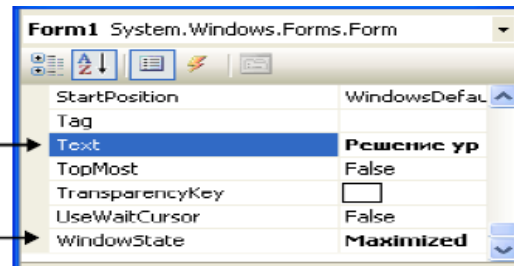 Form1 System.Windows.Forms.Form
StartPosition WindowsDefau
Tag
Text Решение ур
TopMost False
TransparencyKey
UseWaitCursor False
WindowState Maximized